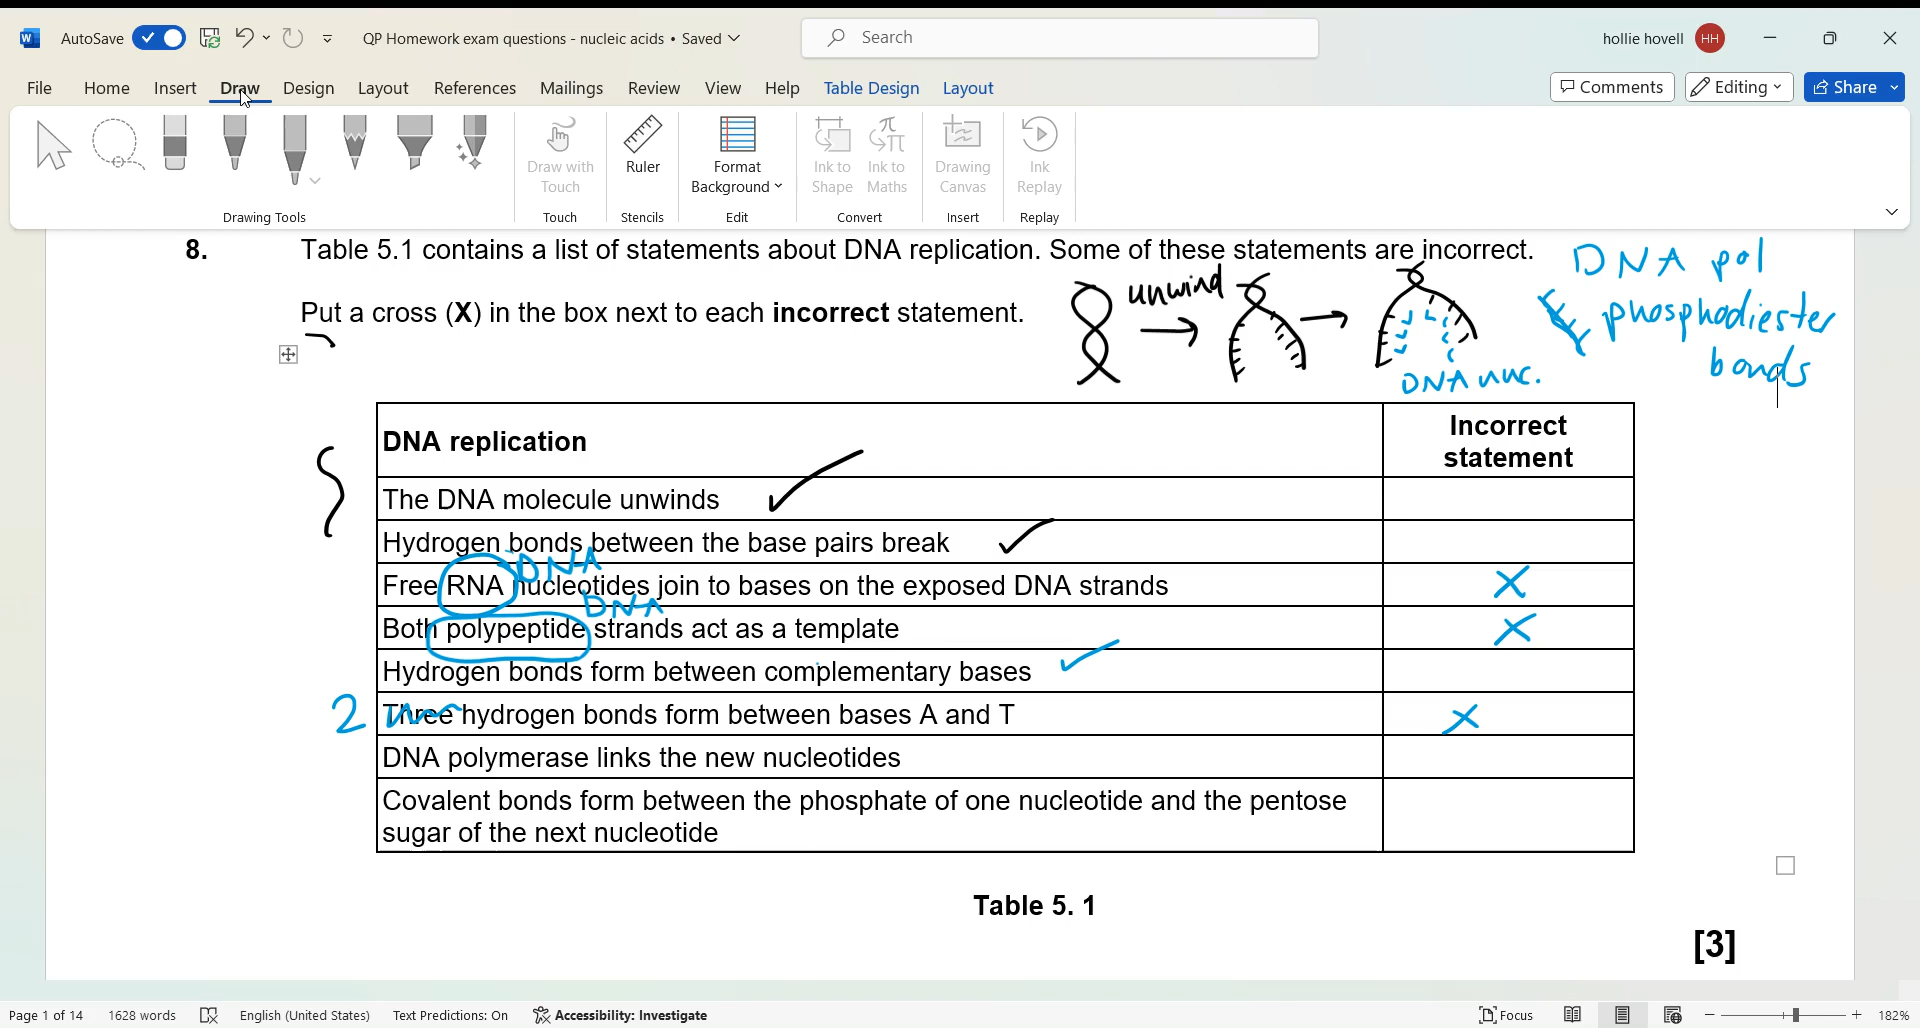 AutoSave QP Homework exam questions - nucleic acids • Saved Search hollie hovell HH
File Home Insert Draw Design Layout References Mailings Review View Help Table Design Layout Comments Editing Share
Draw with Touch Ruler Format Background Ink to Shape Ink to Maths Drawing Canvas Ink Replay
Drawing Tools Touch Stencils Edit Convert Insert Replay
8. Table 5.1 contains a list of statements about DNA replication. Some of these statements are incorrect.
DNA pol
Put a cross (X) in the box next to each incorrect statement.
unwind
phosphodiester
bonds
DNA nuc.
DNA replication Incorrect statement
The DNA molecule unwinds
Hydrogen bonds between the base pairs break
DNA
Free RNA nucleotides join to bases on the exposed DNA strands X
DNA
Both polypeptide strands act as a template X
Hydrogen bonds form between complementary bases
2 Three hydrogen bonds form between bases A and T X
DNA polymerase links the new nucleotides
Covalent bonds form between the phosphate of one nucleotide and the pentose
sugar of the next nucleotide
Table 5. 1
[3]
Page 1 of 14 1628 words English (United States) Text Predictions: On Accessibility: Investigate Focus 182%